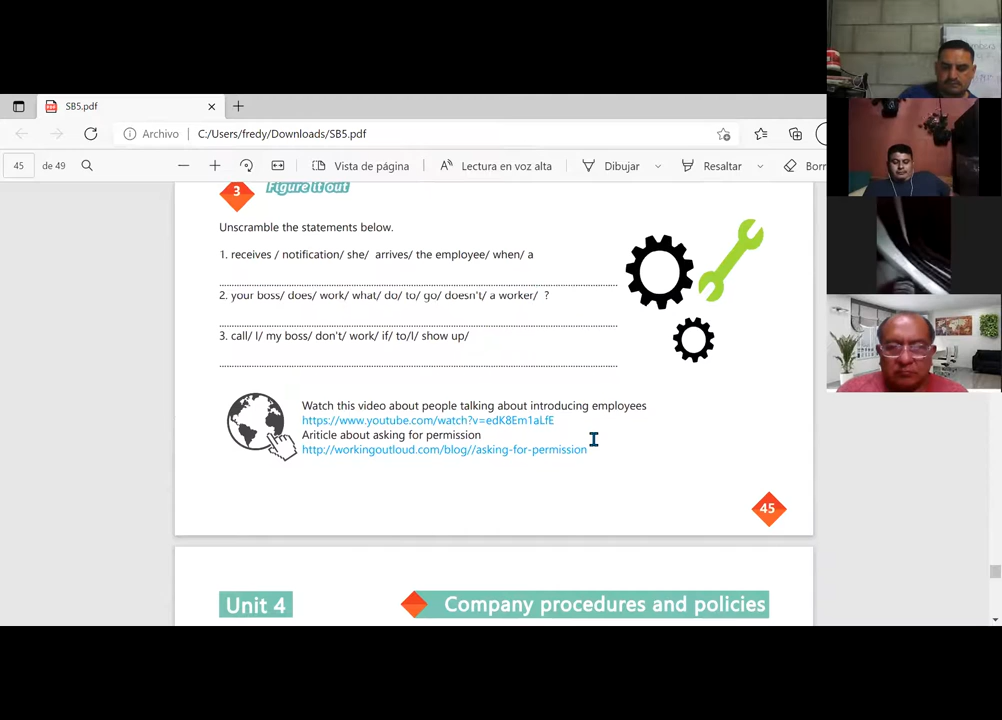 SB5.pdf
Archivo
C:/Users/fredy/Downloads/SB5.pdf
45 de 49
Vista de página
Lectura en voz alta
Dibujar
Resaltar
Borr
3 Figure it out
Unscramble the statements below.
1. receives / notification/ she/ arrives/ the employee/ when/ a
2. your boss/ does/ work/ what/ do/ to/ go/ doesn't/ a worker/ ?
3. call/ I/ my boss/ don't/ work/ if/ to/I/ show up/
Watch this video about people talking about introducing employees
https://www.youtube.com/watch?v=edK8Em1aLfE
Ariticle about asking for permission
http://workingoutloud.com/blog//asking-for-permission
45
Unit 4
Company procedures and policies